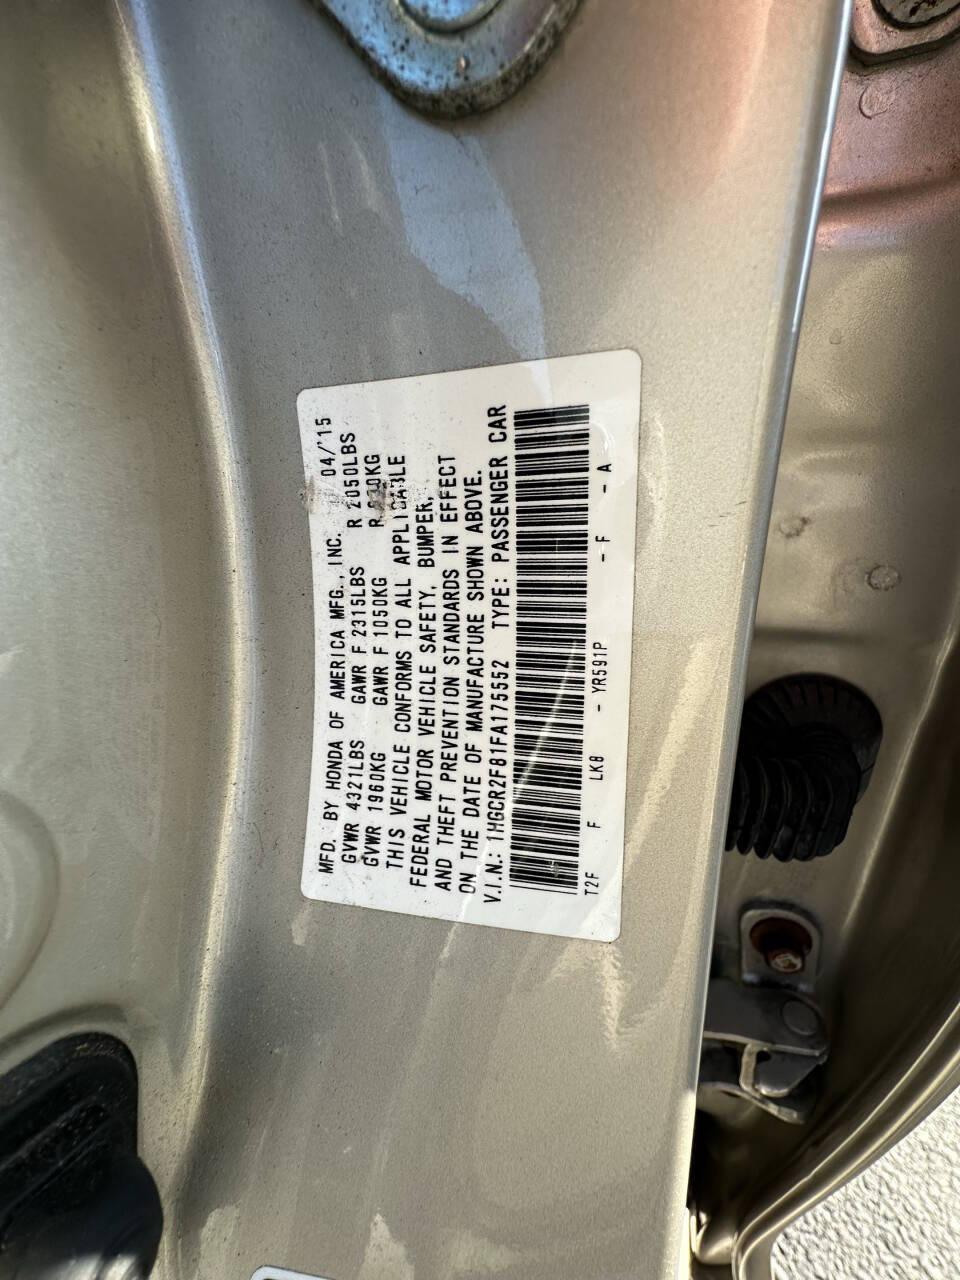 MFD. BY HONDA OF AMERICA MFG., INC. 04/'15
GVWR 4321LBS GAWR F 2315LBS R 2050LBS
GVWR 1960KG GAWR F 1050KG R 930KG
THIS VEHICLE CONFORMS TO ALL APPLICABLE
FEDERAL MOTOR VEHICLE SAFETY, BUMPER,
AND THEFT PREVENTION STANDARDS IN EFFECT
ON THE DATE OF MANUFACTURE SHOWN ABOVE.
V.I.N.: 1HGCR2F81FA175552 TYPE: PASSENGER CAR
T2F F LK8 - YR591P - F - A